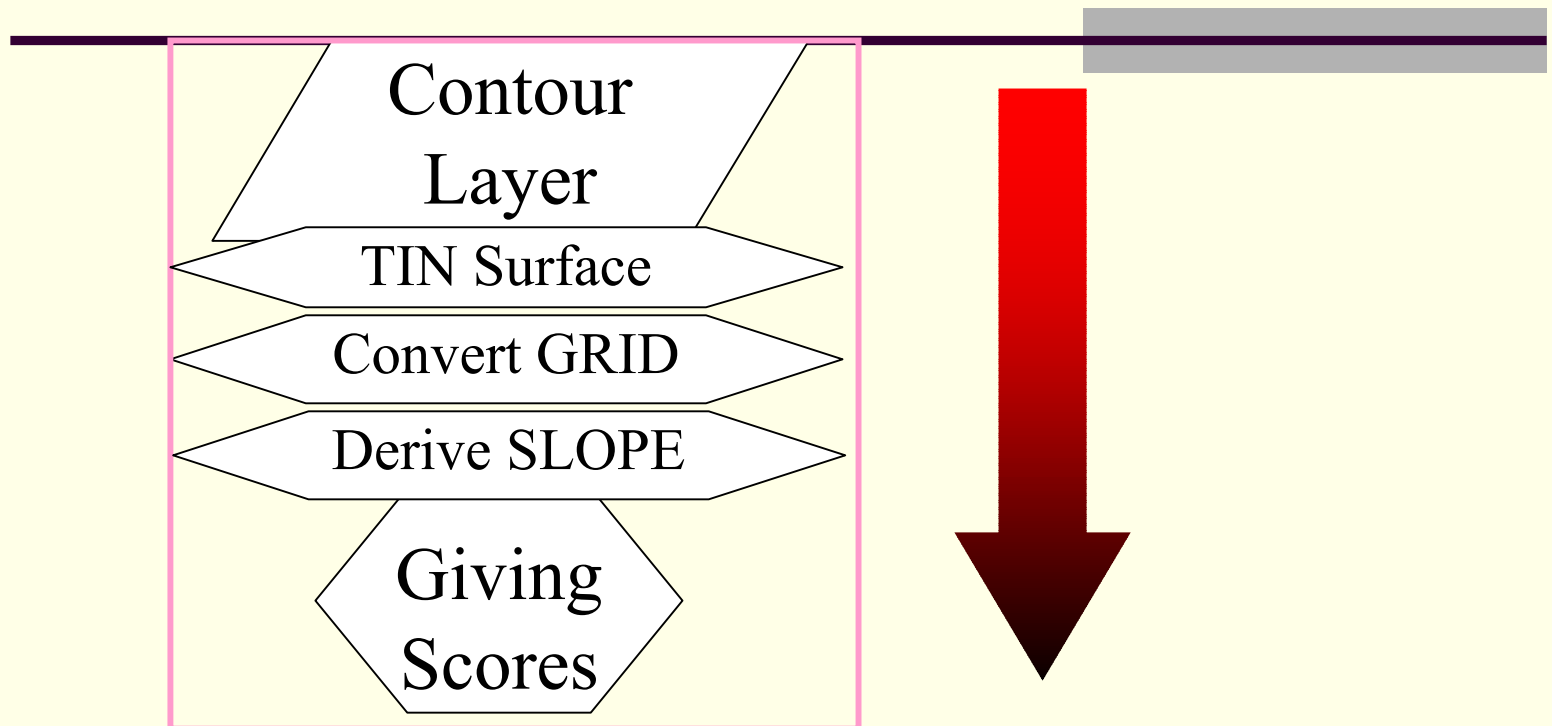 Contour
Layer
TIN Surface
Convert GRID
Derive SLOPE
Giving
Scores